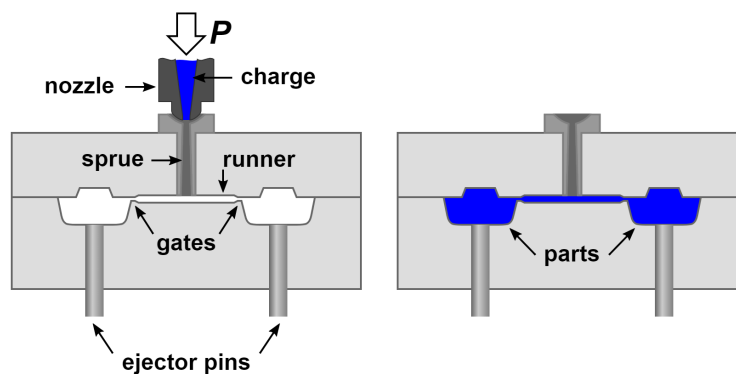 P
charge
nozzle
sprue
runner
gates
parts
ejector pins